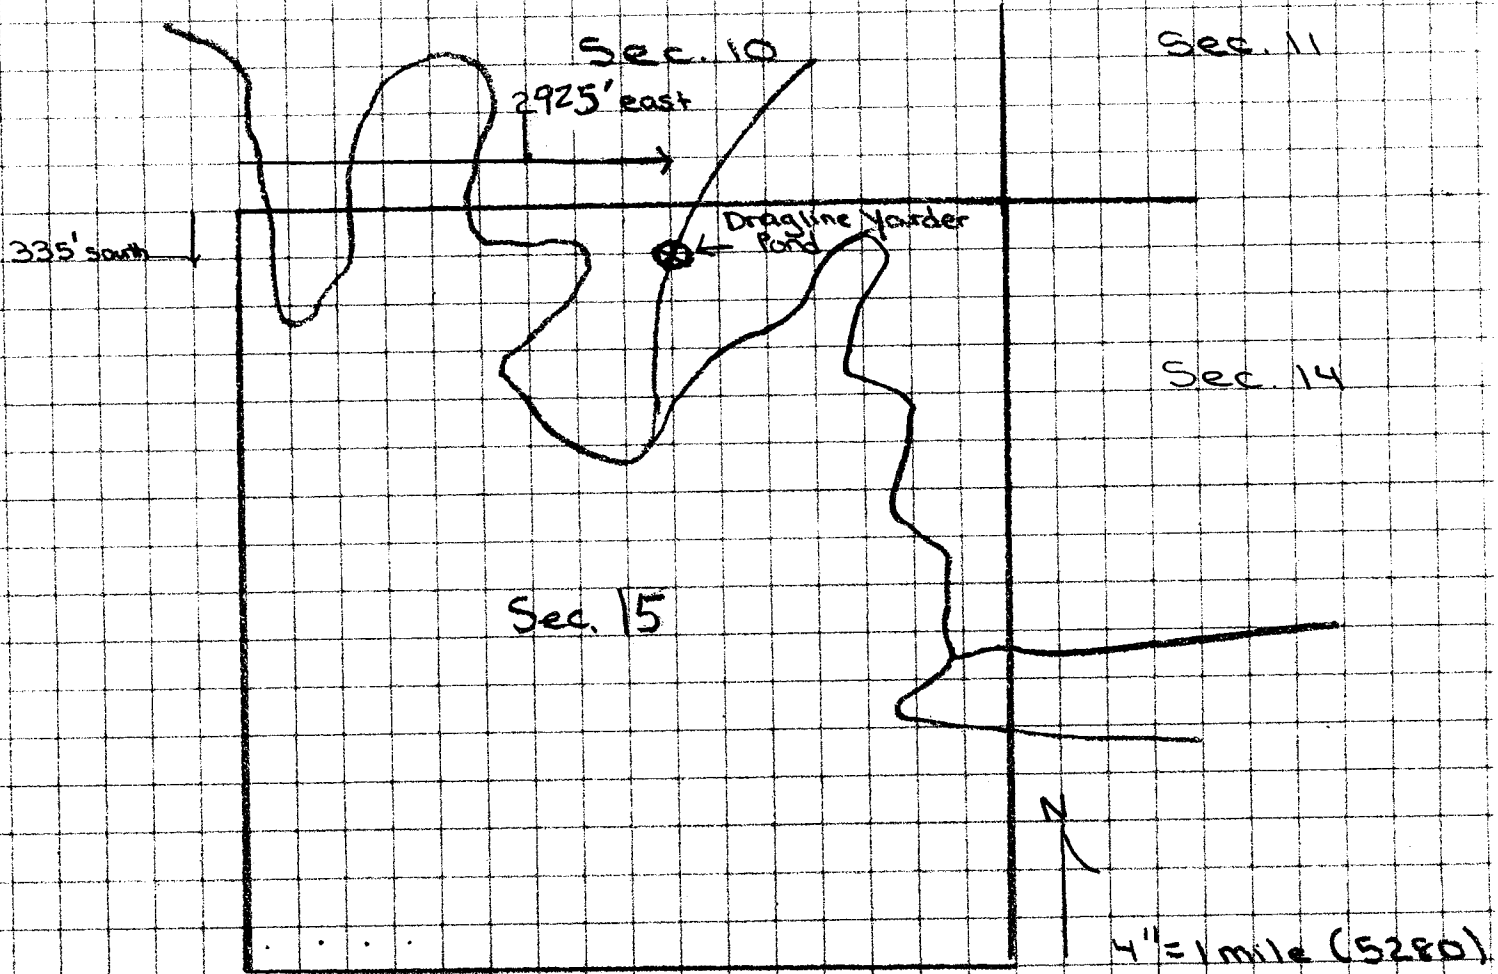 Sec. 10
Sec. 11
2925' east
Dragline Yarder
Pond
335' south
Sec. 14
Sec. 15
N
4" = 1 mile (5280)